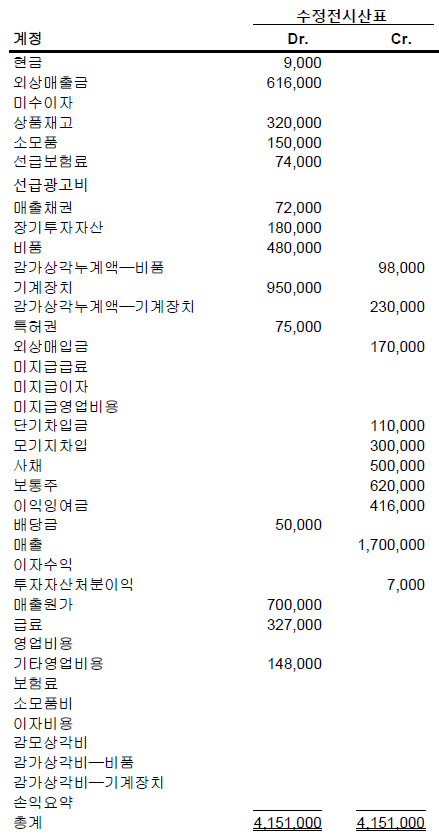 수정전시산표
계정 Dr. Cr.
현금 9,000
외상매출금 616,000
미수이자
상품재고 320,000
소모품 150,000
선급보험료 74,000
선급광고비
매출채권 72,000
장기투자자산 180,000
비품 480,000
감가상각누계액—비품 98,000
기계장치 950,000
감가상각누계액—기계장치 230,000
특허권 75,000
외상매입금 170,000
미지급급료
미지급이자
미지급영업비용
단기차입금 110,000
모기지차입 300,000
사채 500,000
보통주 620,000
이익잉여금 416,000
배당금 50,000
매출 1,700,000
이자수익
투자자산처분이익 7,000
매출원가 700,000
급료 327,000
영업비용
기타영업비용 148,000
보험료
소모품비
이자비용
감모상각비
감가상각비—비품
감가상각비—기계장치
손익요약
총계 4,151,000 4,151,000